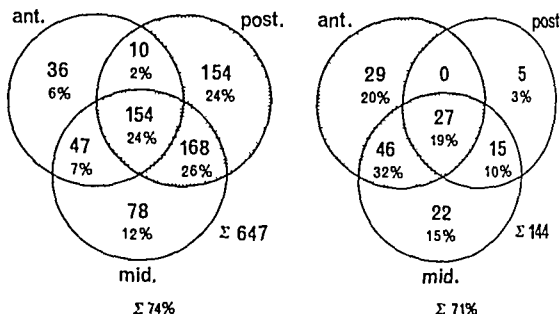 ant.
post.
36
6%
10
2%
154
24%
154
24%
47
7%
168
26%
78
12%
Σ 647
mid.
Σ 74%
ant.
post
29
20%
0
5
3%
27
19%
46
32%
15
10%
22
15%
Σ 144
mid.
Σ 71%